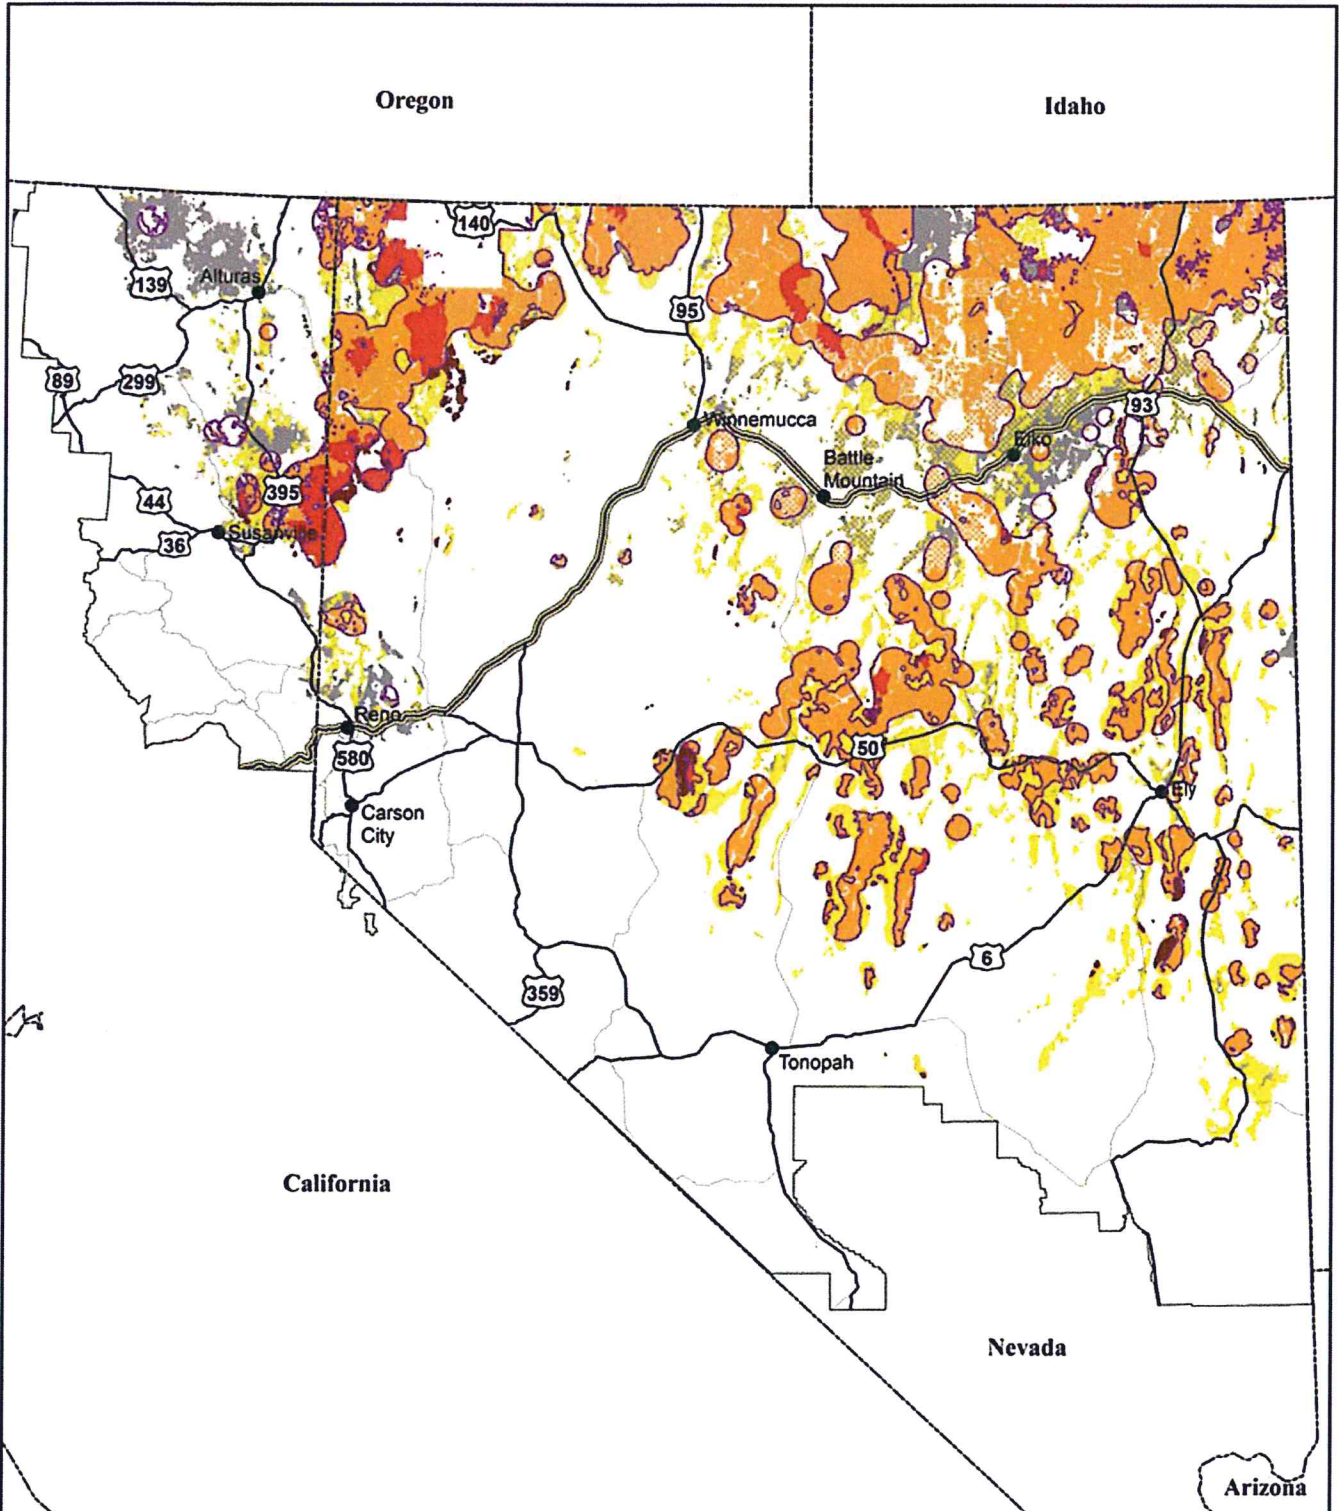 Oregon
Idaho
140
139
Alturas
95
89
299
93
Winnemucca
Elko
Battle
Mountain
395
44
Susanville
36
Reno
580
50
Ely
Carson
City
6
359
Tonopah
California
Nevada
Arizona